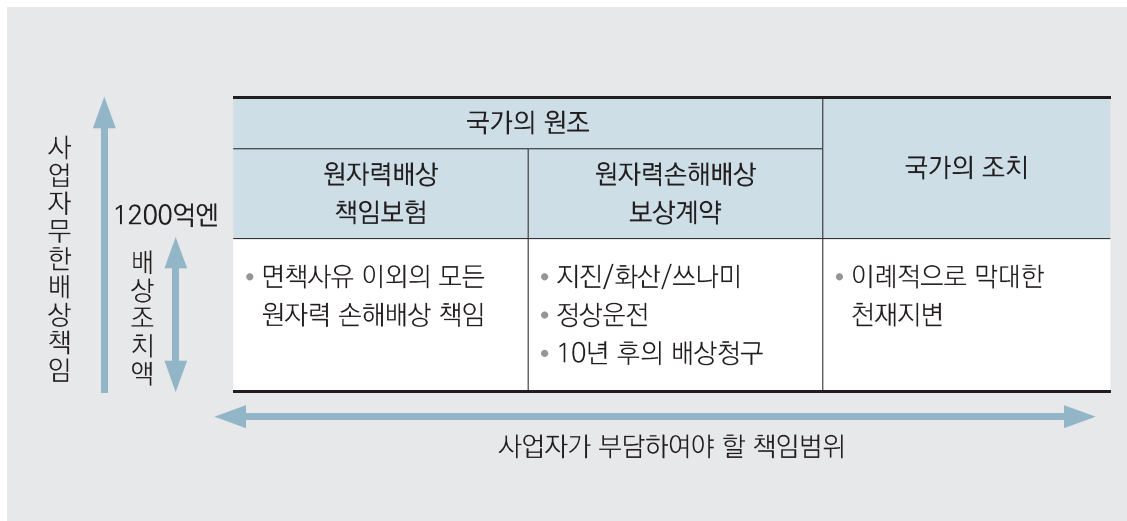 사업자무한배상책임
1200억엔
배상조치액
국가의 원조
국가의 조치
원자력배상
책임보험
원자력손해배상
보상계약
• 면책사유 이외의 모든
원자력 손해배상 책임
• 지진/화산/쓰나미
• 정상운전
• 10년 후의 배상청구
• 이례적으로 막대한
천재지변
사업자가 부담하여야 할 책임범위